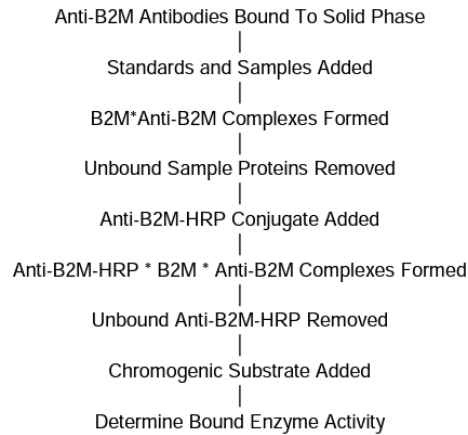 Anti-B2M Antibodies Bound To Solid Phase
Standards and Samples Added
B2M*Anti-B2M Complexes Formed
Unbound Sample Proteins Removed
Anti-B2M-HRP Conjugate Added
Anti-B2M-HRP * B2M * Anti-B2M Complexes Formed
Unbound Anti-B2M-HRP Removed
Chromogenic Substrate Added
Determine Bound Enzyme Activity